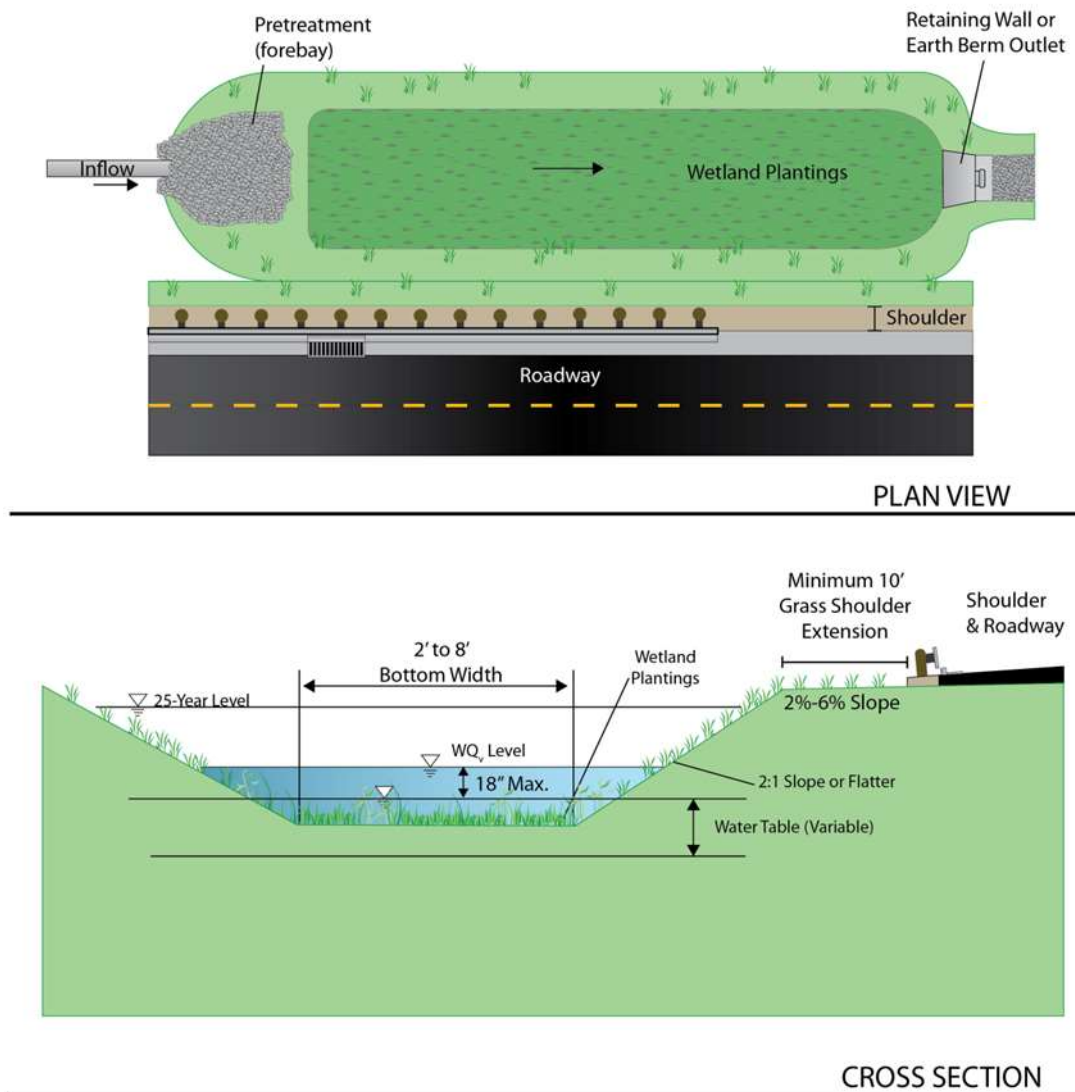 Pretreatment
(forebay)
Retaining Wall or
Earth Berm Outlet
Inflow
Wetland Plantings
Shoulder
Roadway
PLAN VIEW
Minimum 10’
Grass Shoulder
Extension
Shoulder
& Roadway
2’ to 8’
Bottom Width
Wetland
Plantings
25-Year Level
2%-6% Slope
WQv Level
18” Max.
2:1 Slope or Flatter
Water Table (Variable)
CROSS SECTION